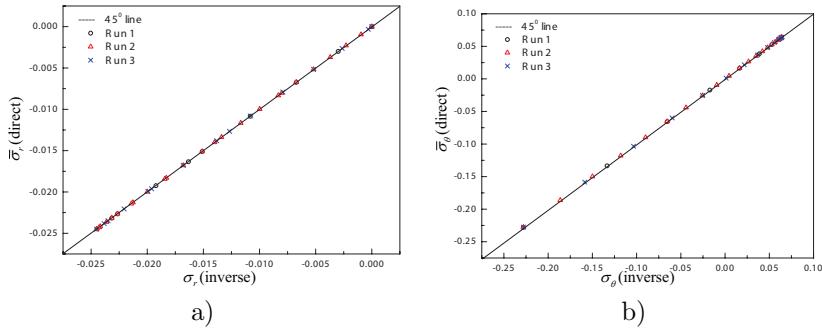 0.000
-0.005
-0.010
-0.015
-0.020
-0.025
-0.025 -0.020 -0.015 -0.010 -0.005 0.000
σ̅r (direct)
σr (inverse)
45⁰ line
Run 1
Run 2
Run 3
a)
0.10
0.05
0.00
-0.05
-0.10
-0.15
-0.20
-0.25
-0.25 -0.20 -0.15 -0.10 -0.05 0.00 0.05 0.10
σ̅θ (direct)
σθ (inverse)
45⁰ line
Run 1
Run 2
Run 3
b)